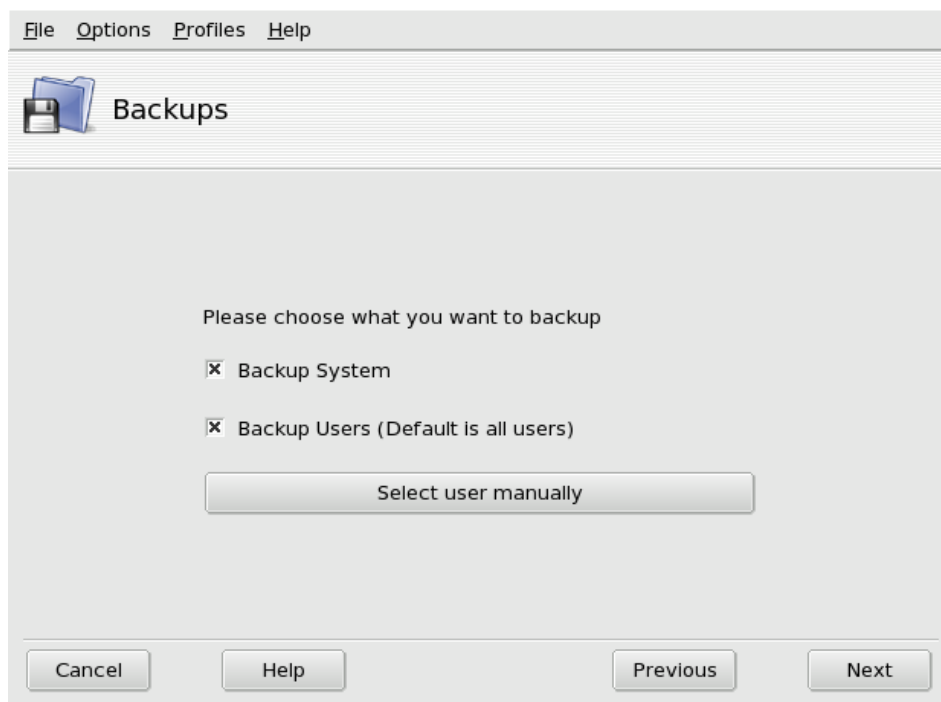 File Options Profiles Help
Backups
Please choose what you want to backup
Backup System
Backup Users (Default is all users)
Select user manually
Cancel Help Previous Next